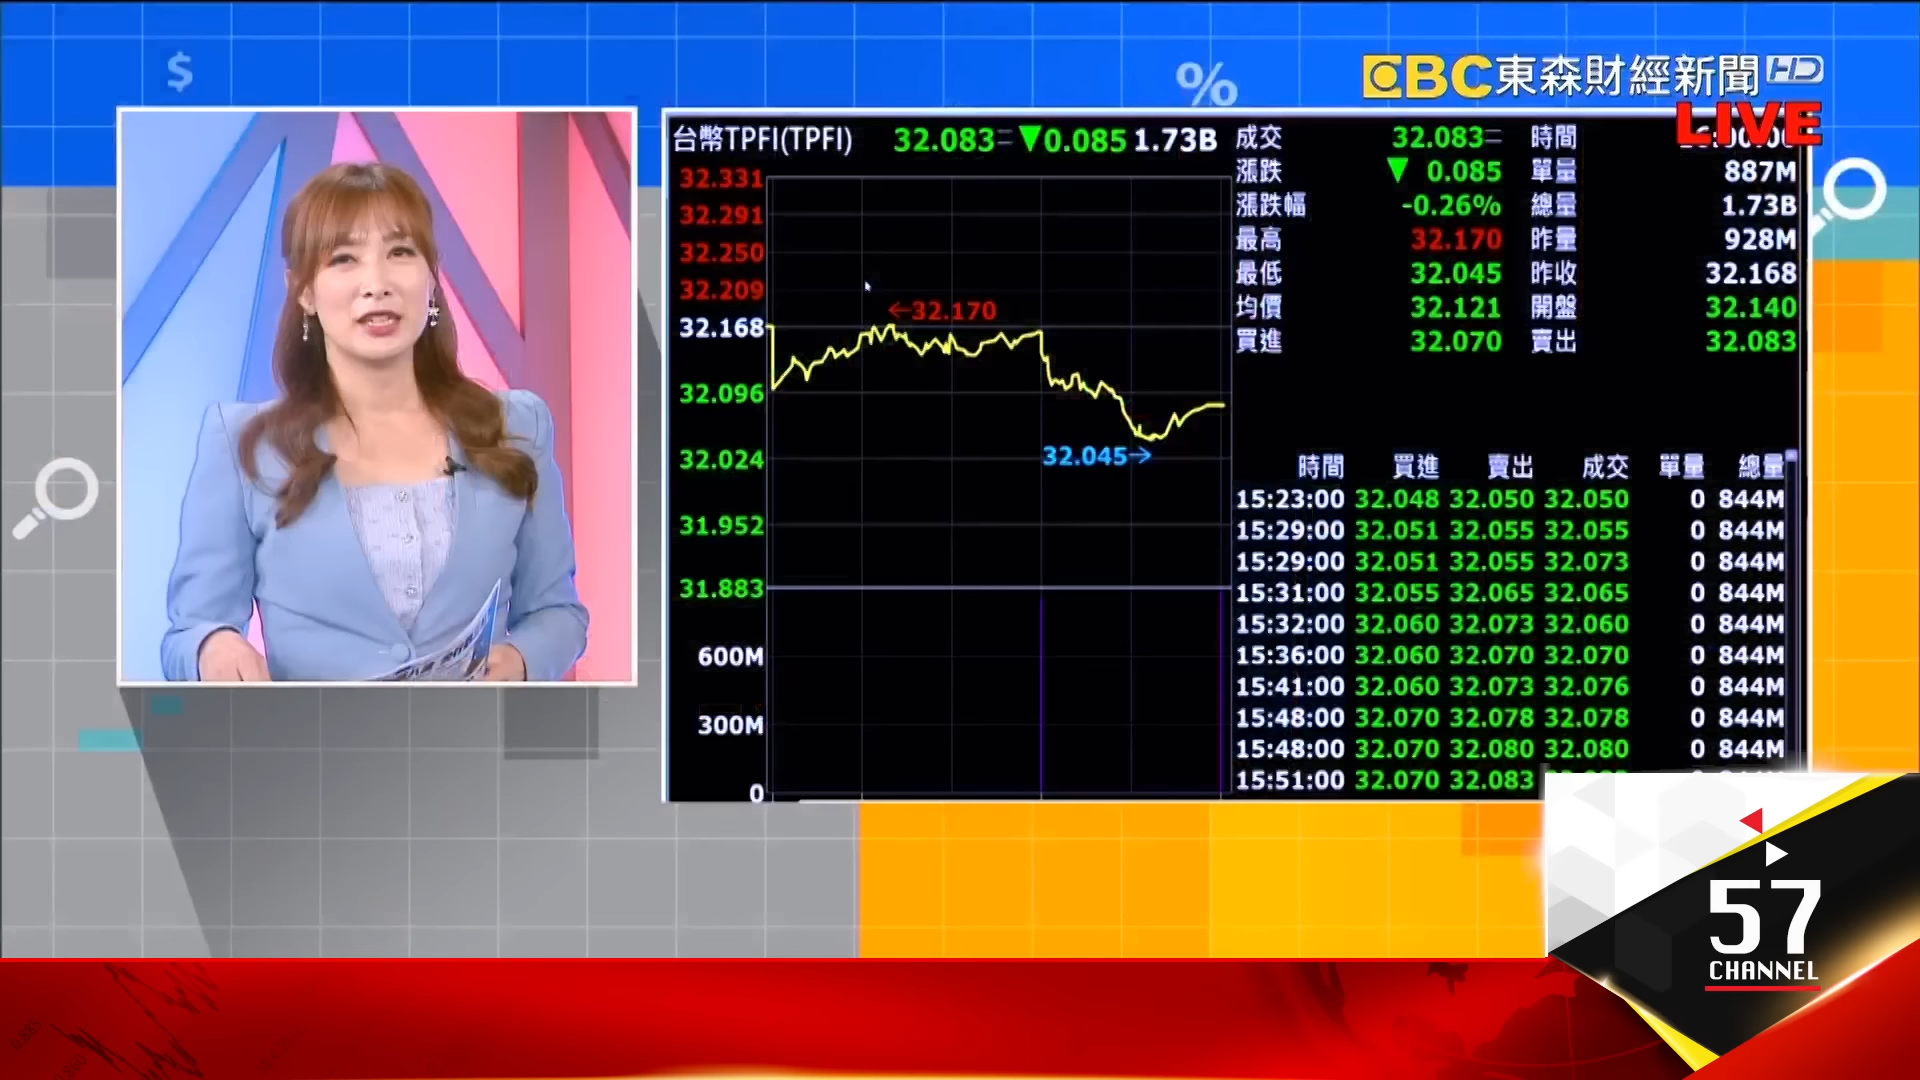 $
%
EBC東森財經新聞 HD
LIVE
台幣TPFI(TPFI) 32.083 ▼0.085 1.73B
32.331
32.291
32.250
32.209
32.168
32.096
32.024
31.952
31.883
600M
300M
0
←32.170
32.045→
成交 32.083 時間
漲跌 ▼ 0.085 單量 887M
漲跌幅 -0.26% 總量 1.73B
最高 32.170 昨量 928M
最低 32.045 昨收 32.168
均價 32.121 開盤 32.140
買進 32.070 賣出 32.083
時間 買進 賣出 成交 單量 總量
15:23:00 32.048 32.050 32.050 0 844M
15:29:00 32.051 32.055 32.055 0 844M
15:29:00 32.051 32.055 32.073 0 844M
15:31:00 32.055 32.065 32.065 0 844M
15:32:00 32.060 32.073 32.060 0 844M
15:36:00 32.060 32.070 32.070 0 844M
15:41:00 32.060 32.073 32.076 0 844M
15:48:00 32.070 32.078 32.078 0 844M
15:48:00 32.070 32.080 32.080 0 844M
15:51:00 32.070 32.083
57
CHANNEL